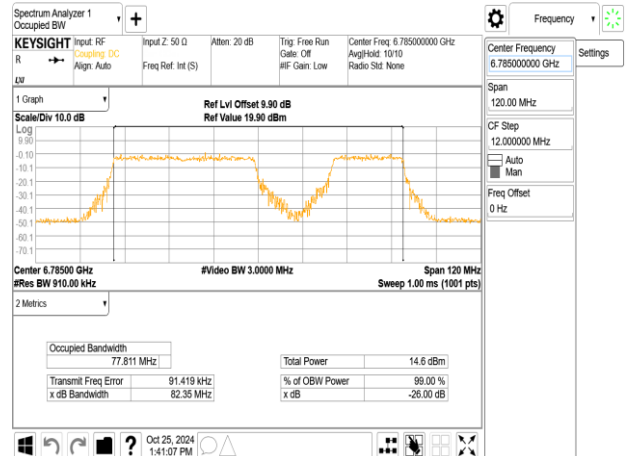 Spectrum Analyzer 1
Occupied BW
KEYSIGHT
R
LXI
Input: RF
Coupling: DC
Align: Auto
Input Z: 50 Ω
Freq Ref: Int (S)
Atten: 20 dB
Trig: Free Run
Gate: Off
#IF Gain: Low
Center Freq: 6.785000000 GHz
Avg|Hold: 10/10
Radio Std: None
1 Graph
Scale/Div 10.0 dB
Ref Lvl Offset 9.90 dB
Ref Value 19.90 dBm
Log
9.90
-0.10
-10.1
-20.1
-30.1
-40.1
-50.1
-60.1
-70.1
Center 6.78500 GHz
#Res BW 910.00 kHz
#Video BW 3.0000 MHz
Span 120 MHz
Sweep 1.00 ms (1001 pts)
2 Metrics
Occupied Bandwidth
77.811 MHz
Transmit Freq Error 91.419 kHz
x dB Bandwidth 82.35 MHz
Total Power 14.6 dBm
% of OBW Power 99.00 %
x dB -26.00 dB
?
Oct 25, 2024
1:41:07 PM
Frequency
Settings
Center Frequency
6.785000000 GHz
Span
120.00 MHz
CF Step
12.000000 MHz
Auto
Man
Freq Offset
0 Hz